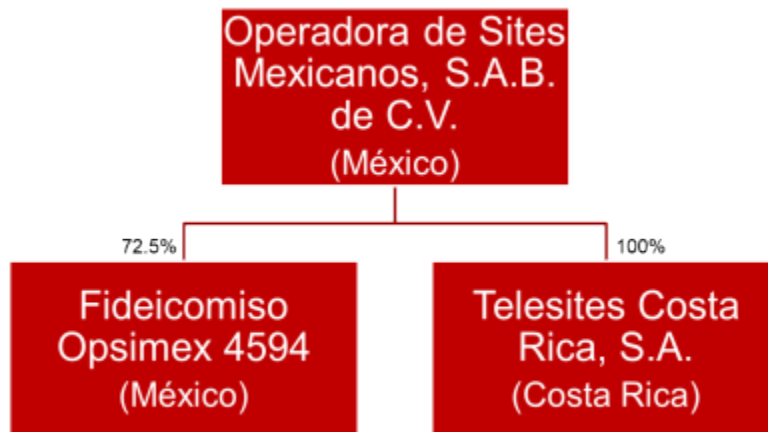 Operadora de Sites
Mexicanos, S.A.B.
de C.V.
(México)
72.5%
100%
Fideicomiso
Opsimex 4594
(México)
Telesites Costa
Rica, S.A.
(Costa Rica)